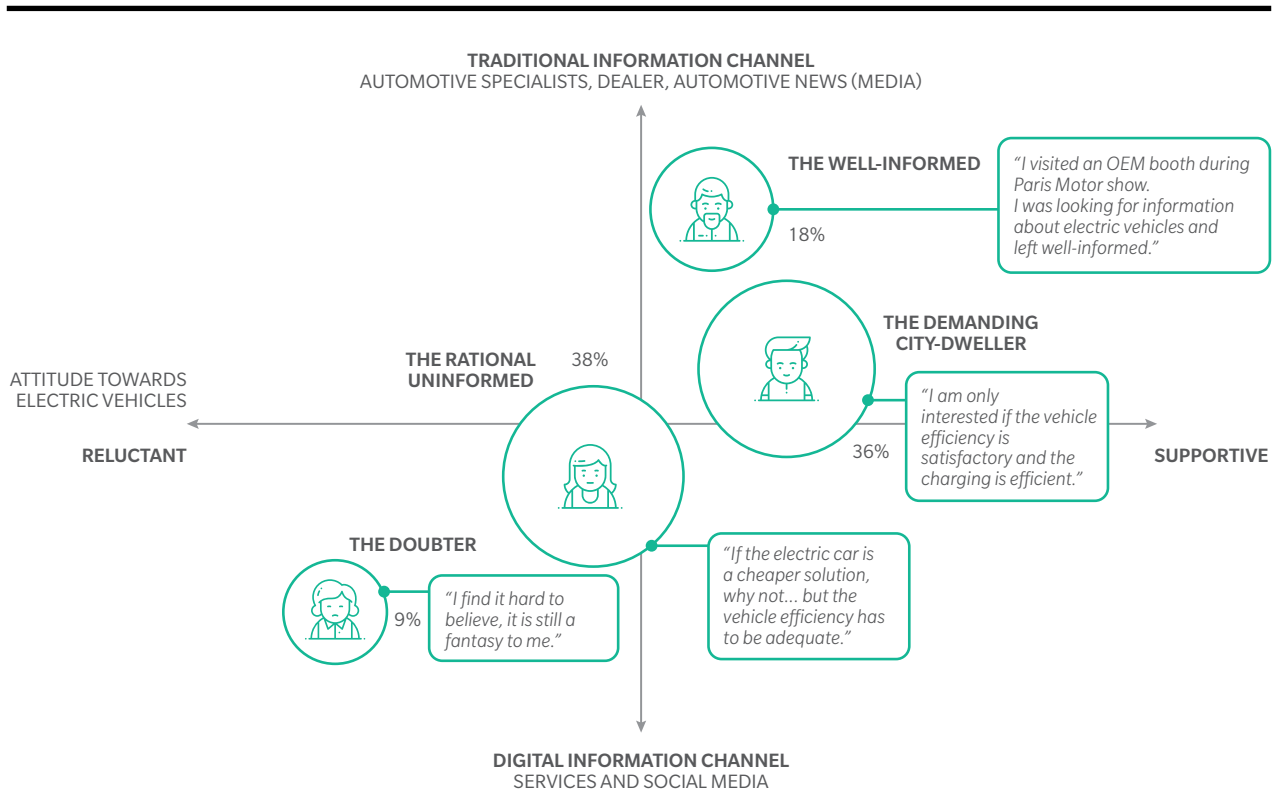 TRADITIONAL INFORMATION CHANNEL
AUTOMOTIVE SPECIALISTS, DEALER, AUTOMOTIVE NEWS (MEDIA)
THE WELL-INFORMED
18%
“I visited an OEM booth during
Paris Motor show.
I was looking for information
about electric vehicles and
left well-informed.”
THE DEMANDING
CITY-DWELLER
36%
“I am only
interested if the vehicle
efficiency is
satisfactory and the
charging is efficient.”
THE RATIONAL
UNINFORMED
38%
ATTITUDE TOWARDS
ELECTRIC VEHICLES
RELUCTANT
SUPPORTIVE
“If the electric car is
a cheaper solution,
why not... but the
vehicle efficiency has
to be adequate.”
THE DOUBTER
9%
“I find it hard to
believe, it is still a
fantasy to me.”
DIGITAL INFORMATION CHANNEL
SERVICES AND SOCIAL MEDIA